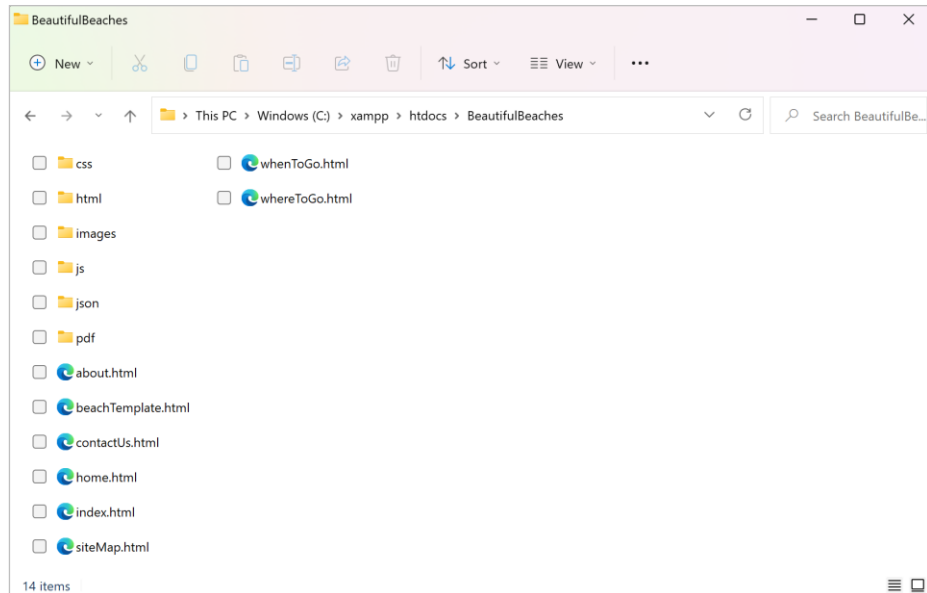 BeautifulBeaches
New Sort View
This PC > Windows (C:) > xampp > htdocs > BeautifulBeaches Search BeautifulBe...
css
html
images
js
json
pdf
about.html
beachTemplate.html
contactUs.html
home.html
index.html
siteMap.html
whenToGo.html
whereToGo.html
14 items